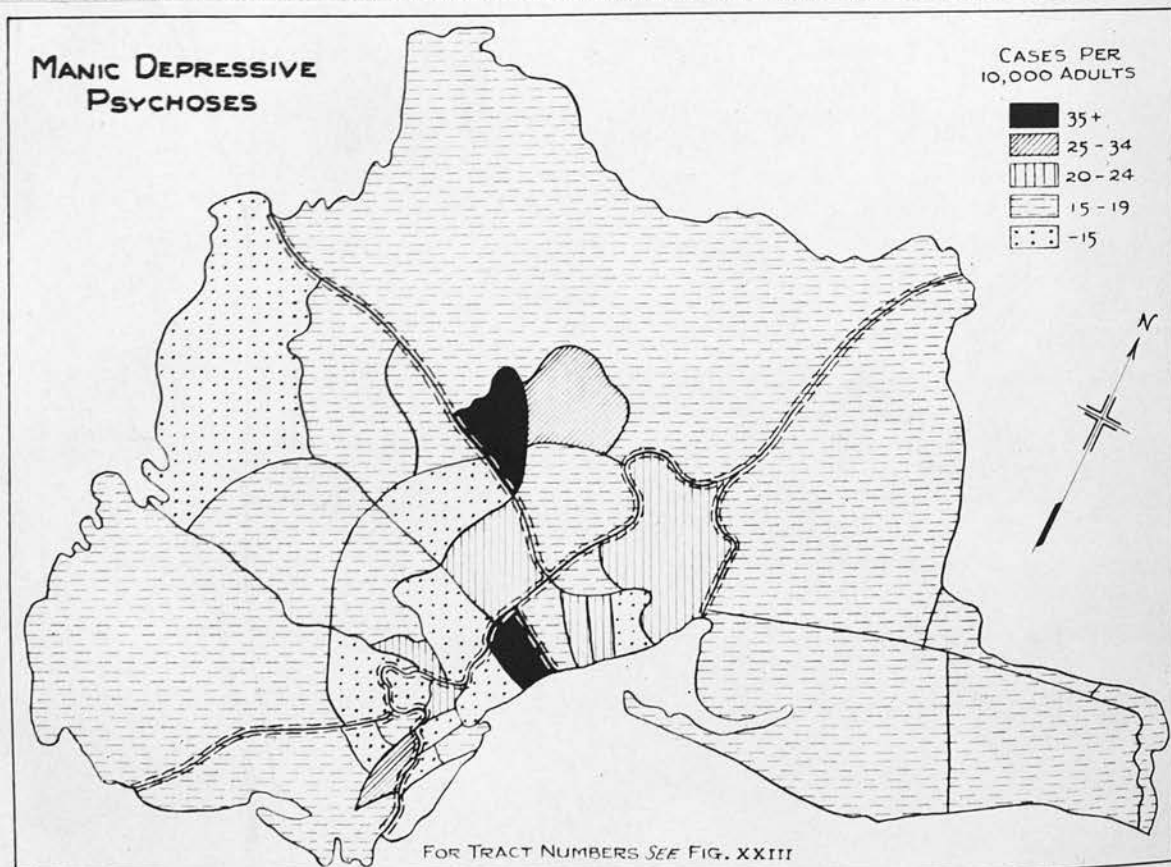 MANIC DEPRESSIVE
PSYCHOSES
CASES PER
10,000 ADULTS
35+
25-34
20-24
15-19
-15
N
FOR TRACT NUMBERS SEE FIG. XXIII